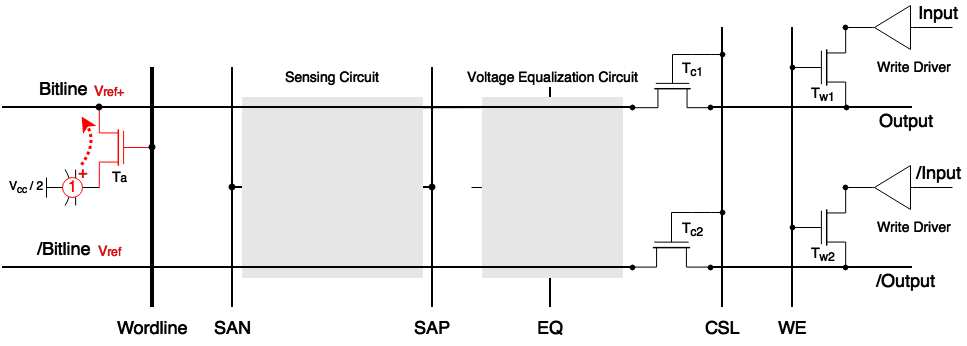 Input
Sensing Circuit
Voltage Equalization Circuit
Tc1
Write Driver
Bitline Vref+
Tw1
Output
Ta
+
1
Vcc / 2
/Input
/Bitline Vref
Tc2
Write Driver
Tw2
/Output
Wordline SAN SAP EQ CSL WE